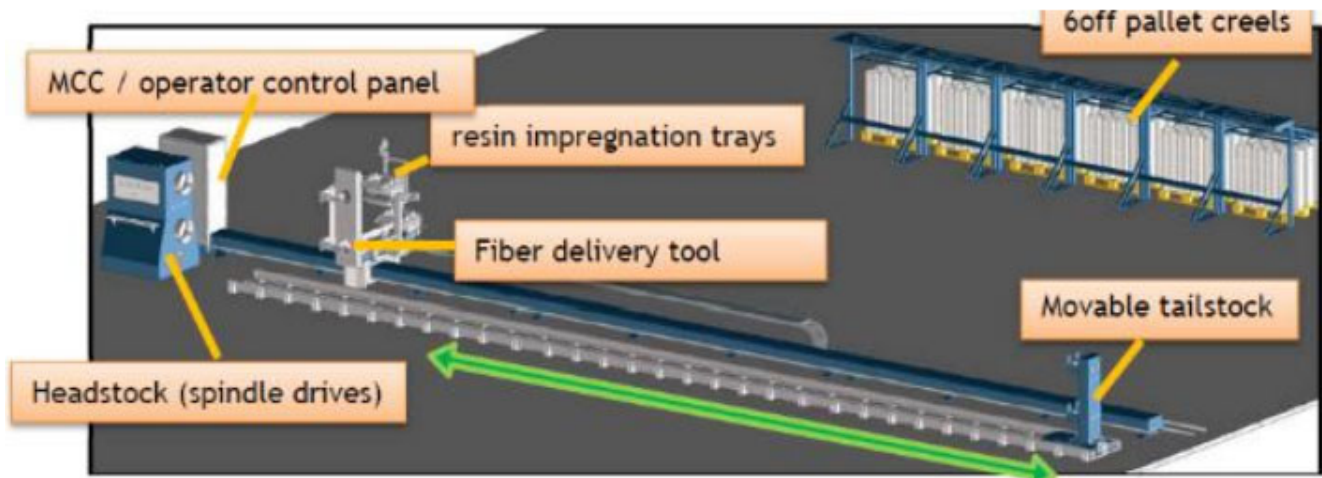 6off pallet creels
MCC / operator control panel
resin impregnation trays
Fiber delivery tool
Movable tailstock
Headstock (spindle drives)